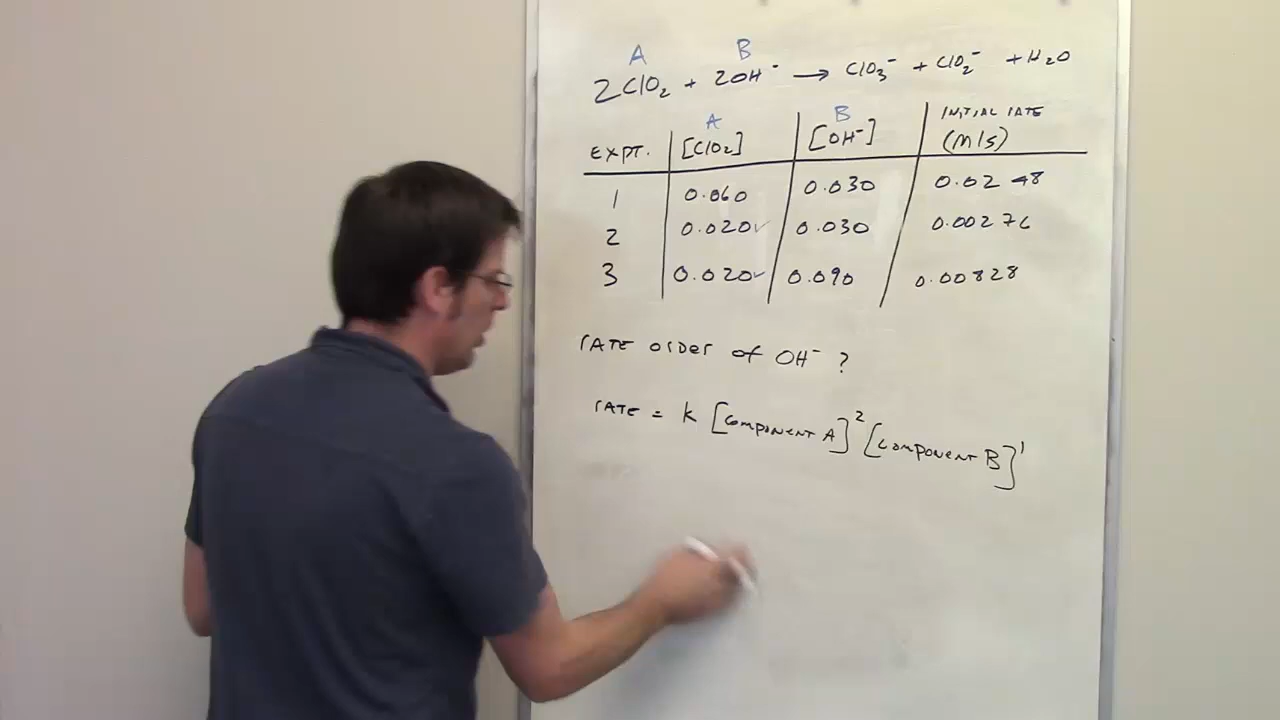 A B
2ClO₂ + 2OH⁻ → ClO₃⁻ + ClO₂⁻ + H₂O
A B INITIAL RATE
EXPT. [ClO₂] [OH⁻] (M/s)
1 0.060 0.030 0.0248
2 0.020✓ 0.030 0.00276
3 0.020✓ 0.090 0.00828
RATE ORDER OF OH⁻ ?
RATE = k [COMPONENT A]² [COMPONENT B]¹